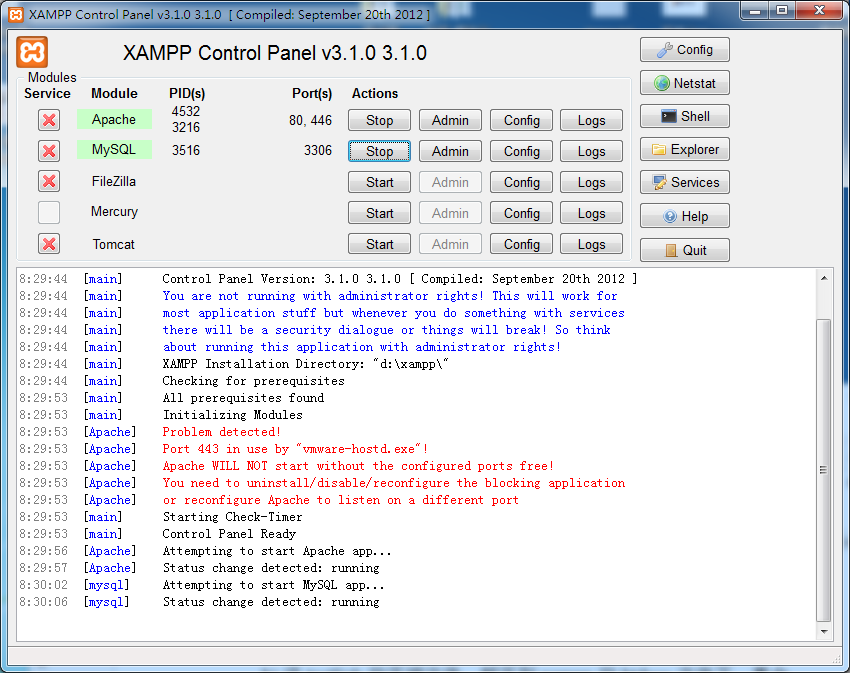 XAMPP Control Panel v3.1.0 3.1.0 [ Compiled: September 20th 2012 ]
XAMPP Control Panel v3.1.0 3.1.0
Config
Modules
Service Module PID(s) Port(s) Actions
Netstat
Apache 4532 3216 80, 446 Stop Admin Config Logs
Shell
MySQL 3516 3306 Stop Admin Config Logs
Explorer
FileZilla Start Admin Config Logs
Services
Mercury Start Admin Config Logs
Help
Tomcat Start Admin Config Logs
Quit
8:29:44 [main] Control Panel Version: 3.1.0 3.1.0 [ Compiled: September 20th 2012 ]
8:29:44 [main] You are not running with administrator rights! This will work for
8:29:44 [main] most application stuff but whenever you do something with services
8:29:44 [main] there will be a security dialogue or things will break! So think
8:29:44 [main] about running this application with administrator rights!
8:29:44 [main] XAMPP Installation Directory: "d:\xampp\"
8:29:44 [main] Checking for prerequisites
8:29:53 [main] All prerequisites found
8:29:53 [main] Initializing Modules
8:29:53 [Apache] Problem detected!
8:29:53 [Apache] Port 443 in use by "vmware-hostd.exe"!
8:29:53 [Apache] Apache WILL NOT start without the configured ports free!
8:29:53 [Apache] You need to uninstall/disable/reconfigure the blocking application
8:29:53 [Apache] or reconfigure Apache to listen on a different port
8:29:53 [main] Starting Check-Timer
8:29:53 [main] Control Panel Ready
8:29:56 [Apache] Attempting to start Apache app...
8:29:57 [Apache] Status change detected: running
8:30:02 [mysql] Attempting to start MySQL app...
8:30:06 [mysql] Status change detected: running